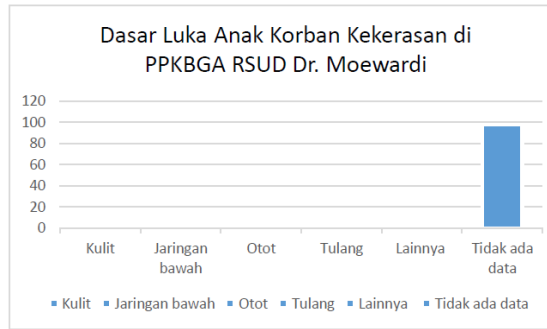 Dasar Luka Anak Korban Kekerasan di
PPKBGA RSUD Dr. Moewardi
120
100
80
60
40
20
0
Kulit
Jaringan bawah
Otot
Tulang
Lainnya
Tidak ada data
Kulit Jaringan bawah Otot Tulang Lainnya Tidak ada data